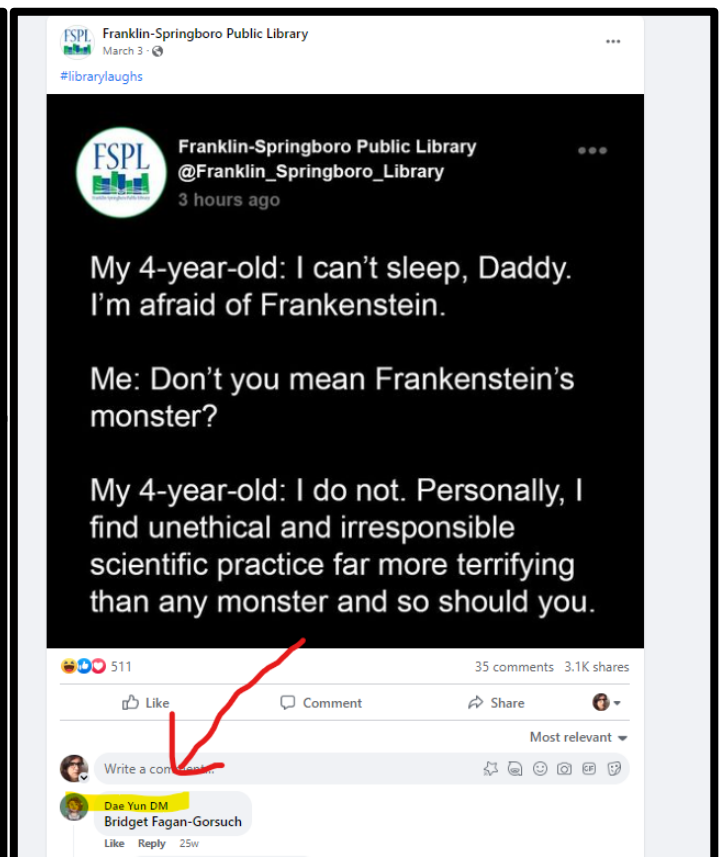 FSPL
Franklin-Springboro Public Library
March 3 ·
#librarylaughs
FSPL
Franklin-Springboro Public Library
@Franklin_Springboro_Library
3 hours ago
My 4-year-old: I can't sleep, Daddy.
I'm afraid of Frankenstein.
Me: Don't you mean Frankenstein's
monster?
My 4-year-old: I do not. Personally, I
find unethical and irresponsible
scientific practice far more terrifying
than any monster and so should you.
511
35 comments 3.1K shares
Like Comment Share
Most relevant
Write a comment...
GIF
Dae Yun DM
Bridget Fagan-Gorsuch
Like Reply 25w